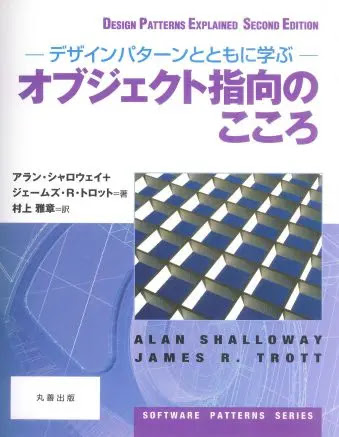 DESIGN PATTERNS EXPLAINED SECOND EDITION
デザインパターンとともに学ぶ
オブジェクト指向の
こころ
アラン・シャロウェイ+
ジェームズ・R・トロット=著
村上 雅章=訳
ALAN SHALLOWAY
JAMES R. TROTT
丸善出版
SOFTWARE PATTERNS SERIES